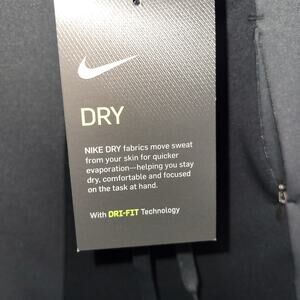 DRY
NIKE DRY fabrics move sweat
from your skin for quicker
evaporation—helping you stay
dry, comfortable and focused
on the task at hand.
With DRI-FIT Technology